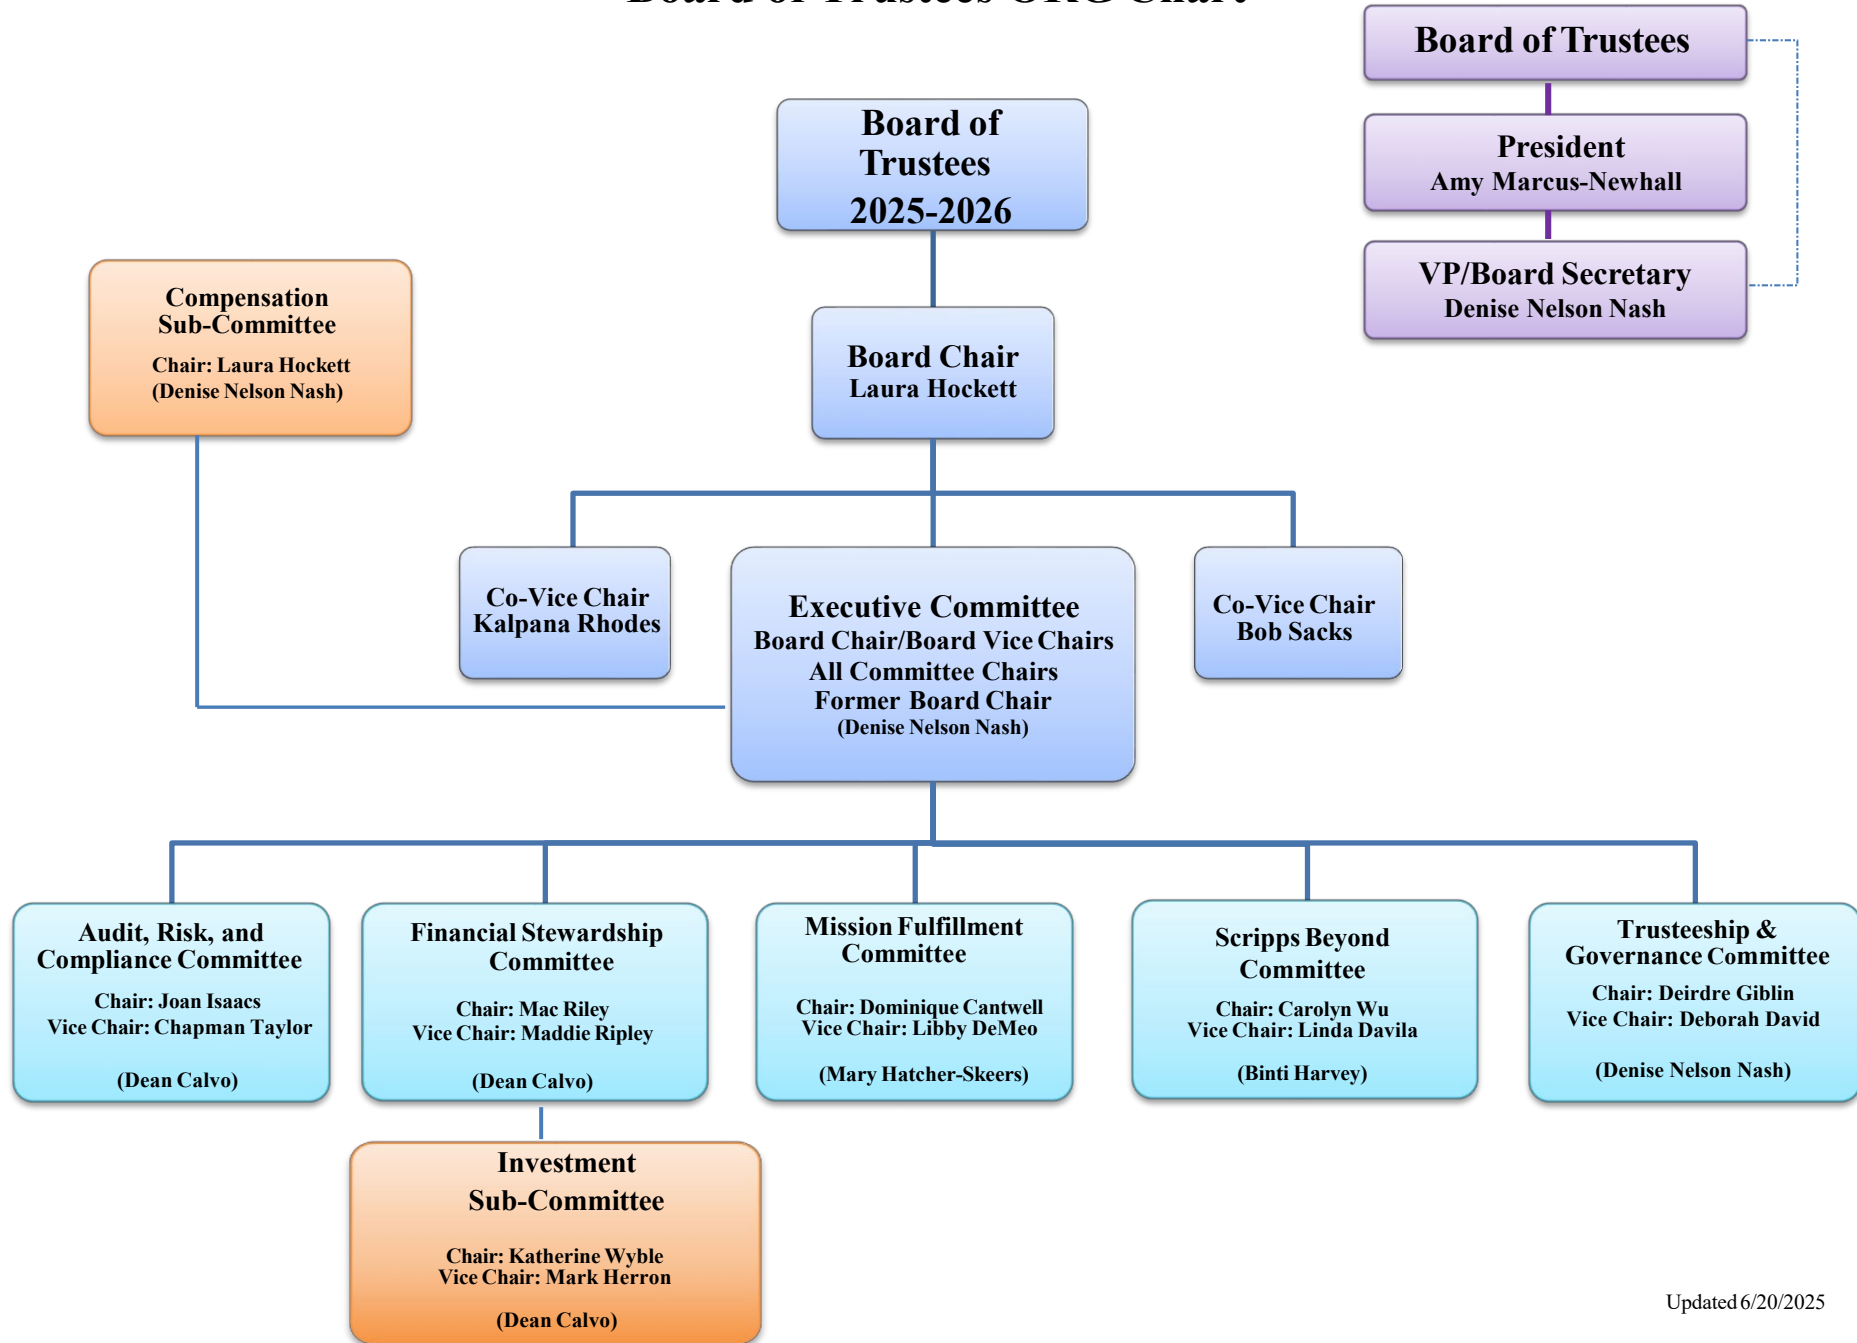 Board of Trustees ORG Chart
Board of Trustees
President
Amy Marcus-Newhall
VP/Board Secretary
Denise Nelson Nash
Board of
Trustees
2025-2026
Compensation
Sub-Committee
Chair: Laura Hockett
(Denise Nelson Nash)
Board Chair
Laura Hockett
Co-Vice Chair
Kalpana Rhodes
Executive Committee
Board Chair/Board Vice Chairs
All Committee Chairs
Former Board Chair
(Denise Nelson Nash)
Co-Vice Chair
Bob Sacks
Audit, Risk, and
Compliance Committee
Chair: Joan Isaacs
Vice Chair: Chapman Taylor
(Dean Calvo)
Financial Stewardship
Committee
Chair: Mac Riley
Vice Chair: Maddie Ripley
(Dean Calvo)
Mission Fulfillment
Committee
Chair: Dominique Cantwell
Vice Chair: Libby DeMeo
(Mary Hatcher-Skeers)
Scripps Beyond
Committee
Chair: Carolyn Wu
Vice Chair: Linda Davila
(Binti Harvey)
Trusteeship &
Governance Committee
Chair: Deirdre Giblin
Vice Chair: Deborah David
(Denise Nelson Nash)
Investment
Sub-Committee
Chair: Katherine Wyble
Vice Chair: Mark Herron
(Dean Calvo)
Updated 6/20/2025